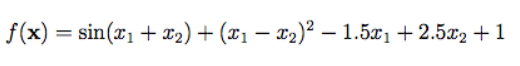 f(x) = sin(x₁ + x₂) + (x₁ − x₂)² − 1.5x₁ + 2.5x₂ + 1